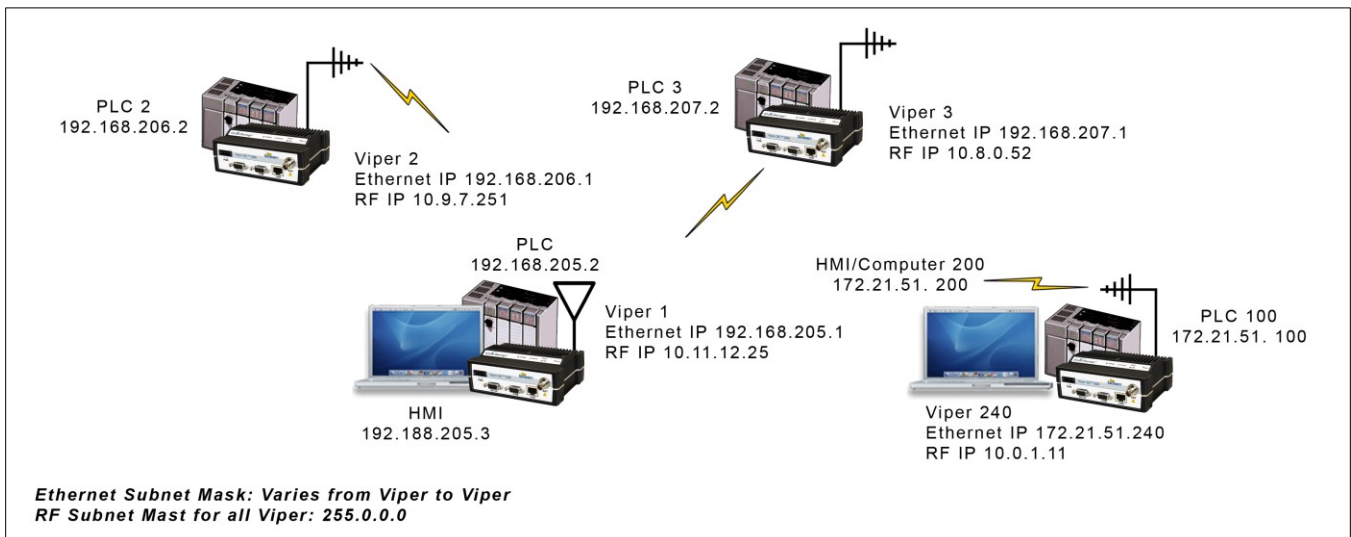 PLC 2
192.168.206.2
Viper 2
Ethernet IP 192.168.206.1
RF IP 10.9.7.251
PLC 3
192.168.207.2
Viper 3
Ethernet IP 192.168.207.1
RF IP 10.8.0.52
PLC
192.168.205.2
Viper 1
Ethernet IP 192.168.205.1
RF IP 10.11.12.25
HMI
192.188.205.3
HMI/Computer 200
172.21.51. 200
PLC 100
172.21.51. 100
Viper 240
Ethernet IP 172.21.51.240
RF IP 10.0.1.11
Ethernet Subnet Mask: Varies from Viper to Viper
RF Subnet Mast for all Viper: 255.0.0.0